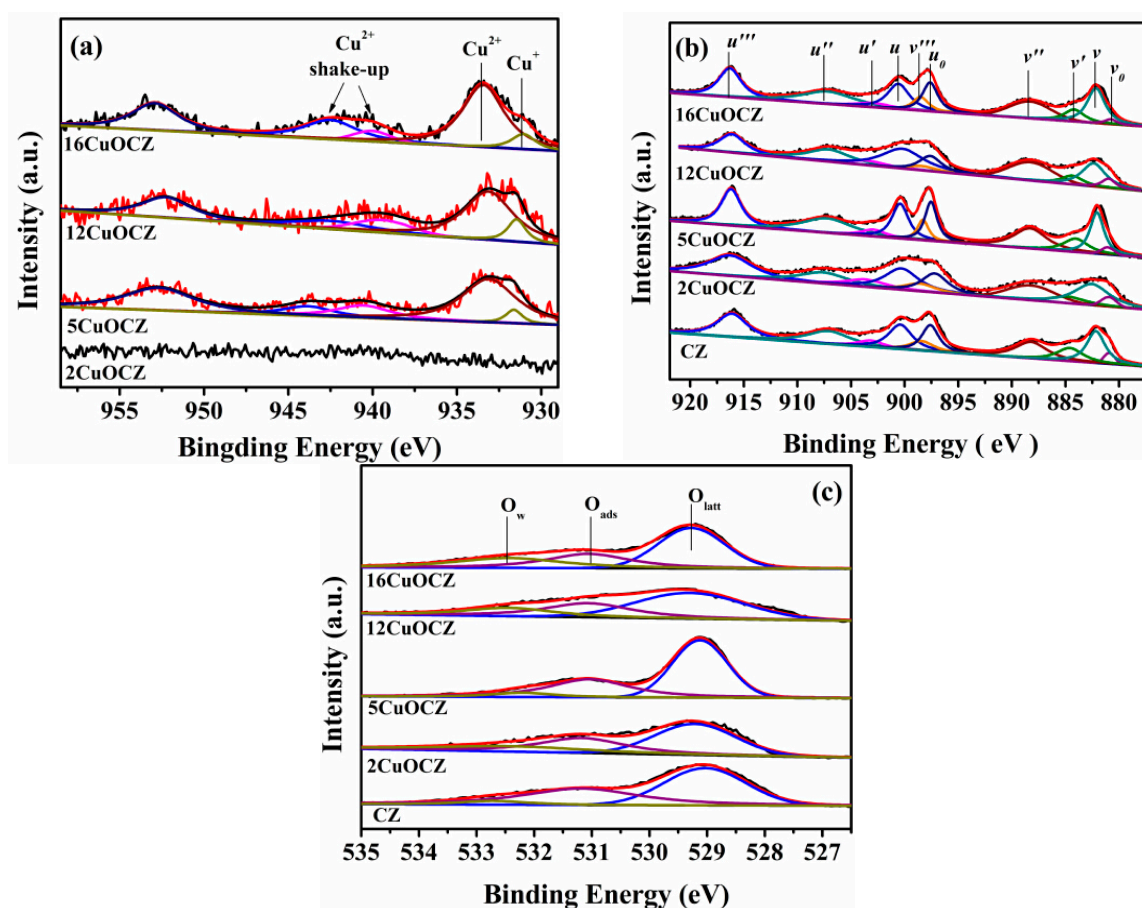 (a)
Cu2+
shake-up
Cu2+
Cu+
16CuOCZ
12CuOCZ
5CuOCZ
2CuOCZ
Intensity (a.u.)
955 950 945 940 935 930
Bingding Energy (eV)
(b)
u''' u'' u' u v''' u0 v'' v' v v0
16CuOCZ
12CuOCZ
5CuOCZ
2CuOCZ
CZ
Intensity (a.u.)
920 915 910 905 900 895 890 885 880
Binding Energy ( eV )
(c)
Ow Oads Olatt
16CuOCZ
12CuOCZ
5CuOCZ
2CuOCZ
CZ
Intensity (a.u.)
535 534 533 532 531 530 529 528 527
Binding Energy (eV)